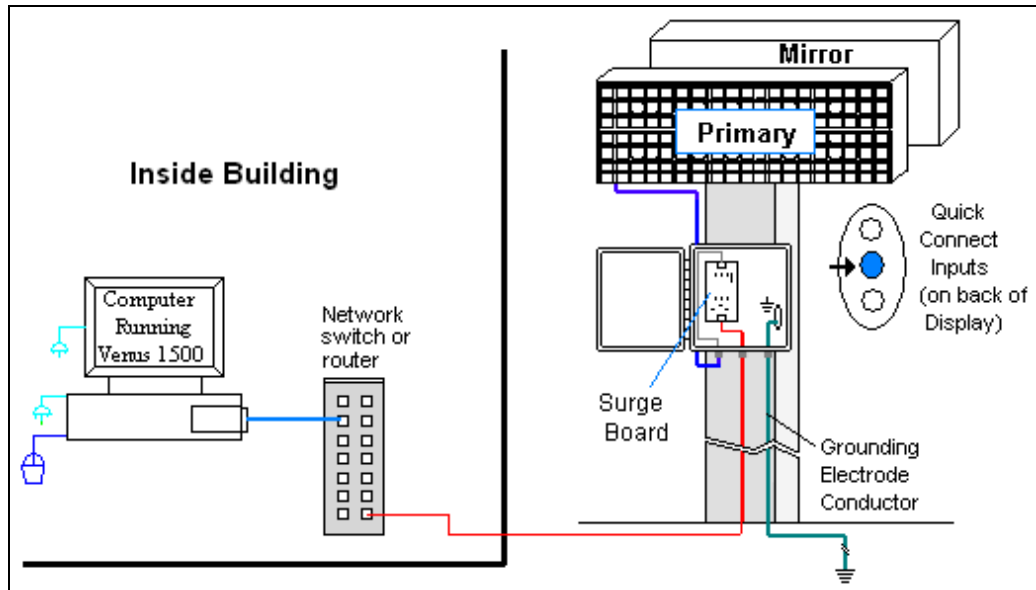 Mirror
Primary
Inside Building
Quick
Connect
Inputs
(on back of
Display)
Computer
Running
Venus 1500
Network
switch or
router
Surge
Board
Grounding
Electrode
Conductor